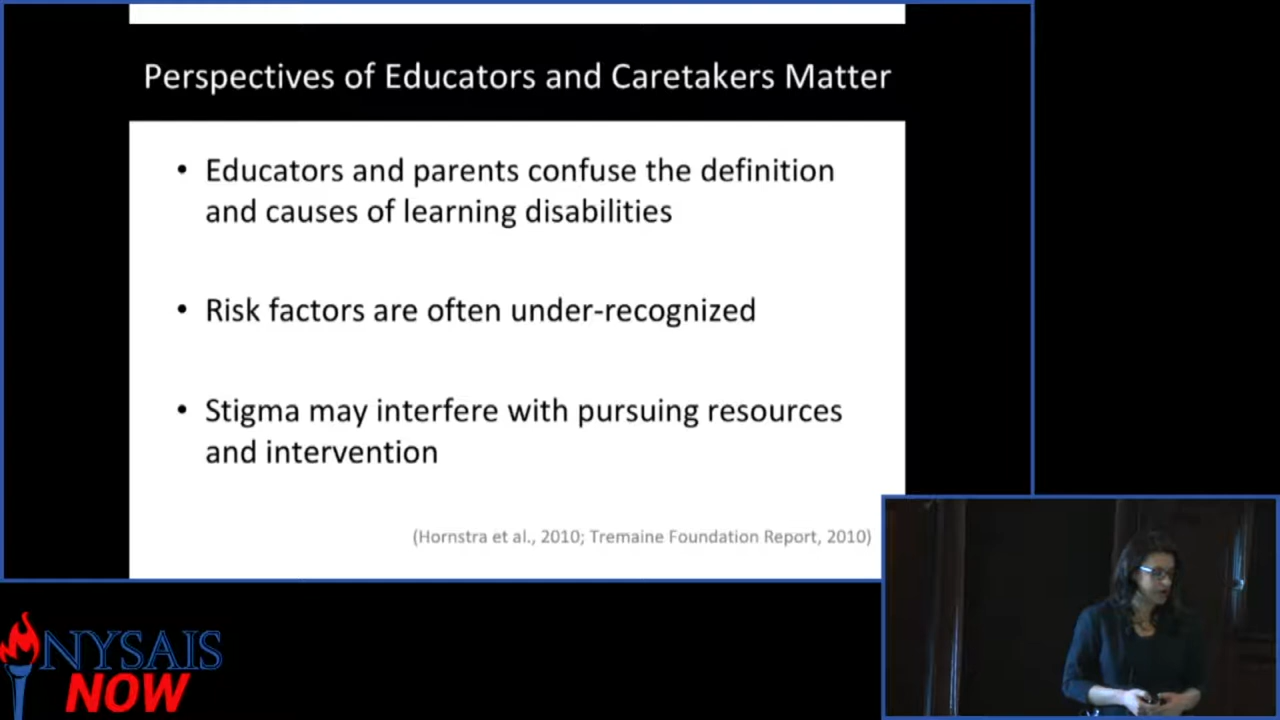 Perspectives of Educators and Caretakers Matter
• Educators and parents confuse the definition
and causes of learning disabilities
• Risk factors are often under-recognized
• Stigma may interfere with pursuing resources
and intervention
(Hornstra et al., 2010; Tremaine Foundation Report, 2010)
NYSAIS
NOW